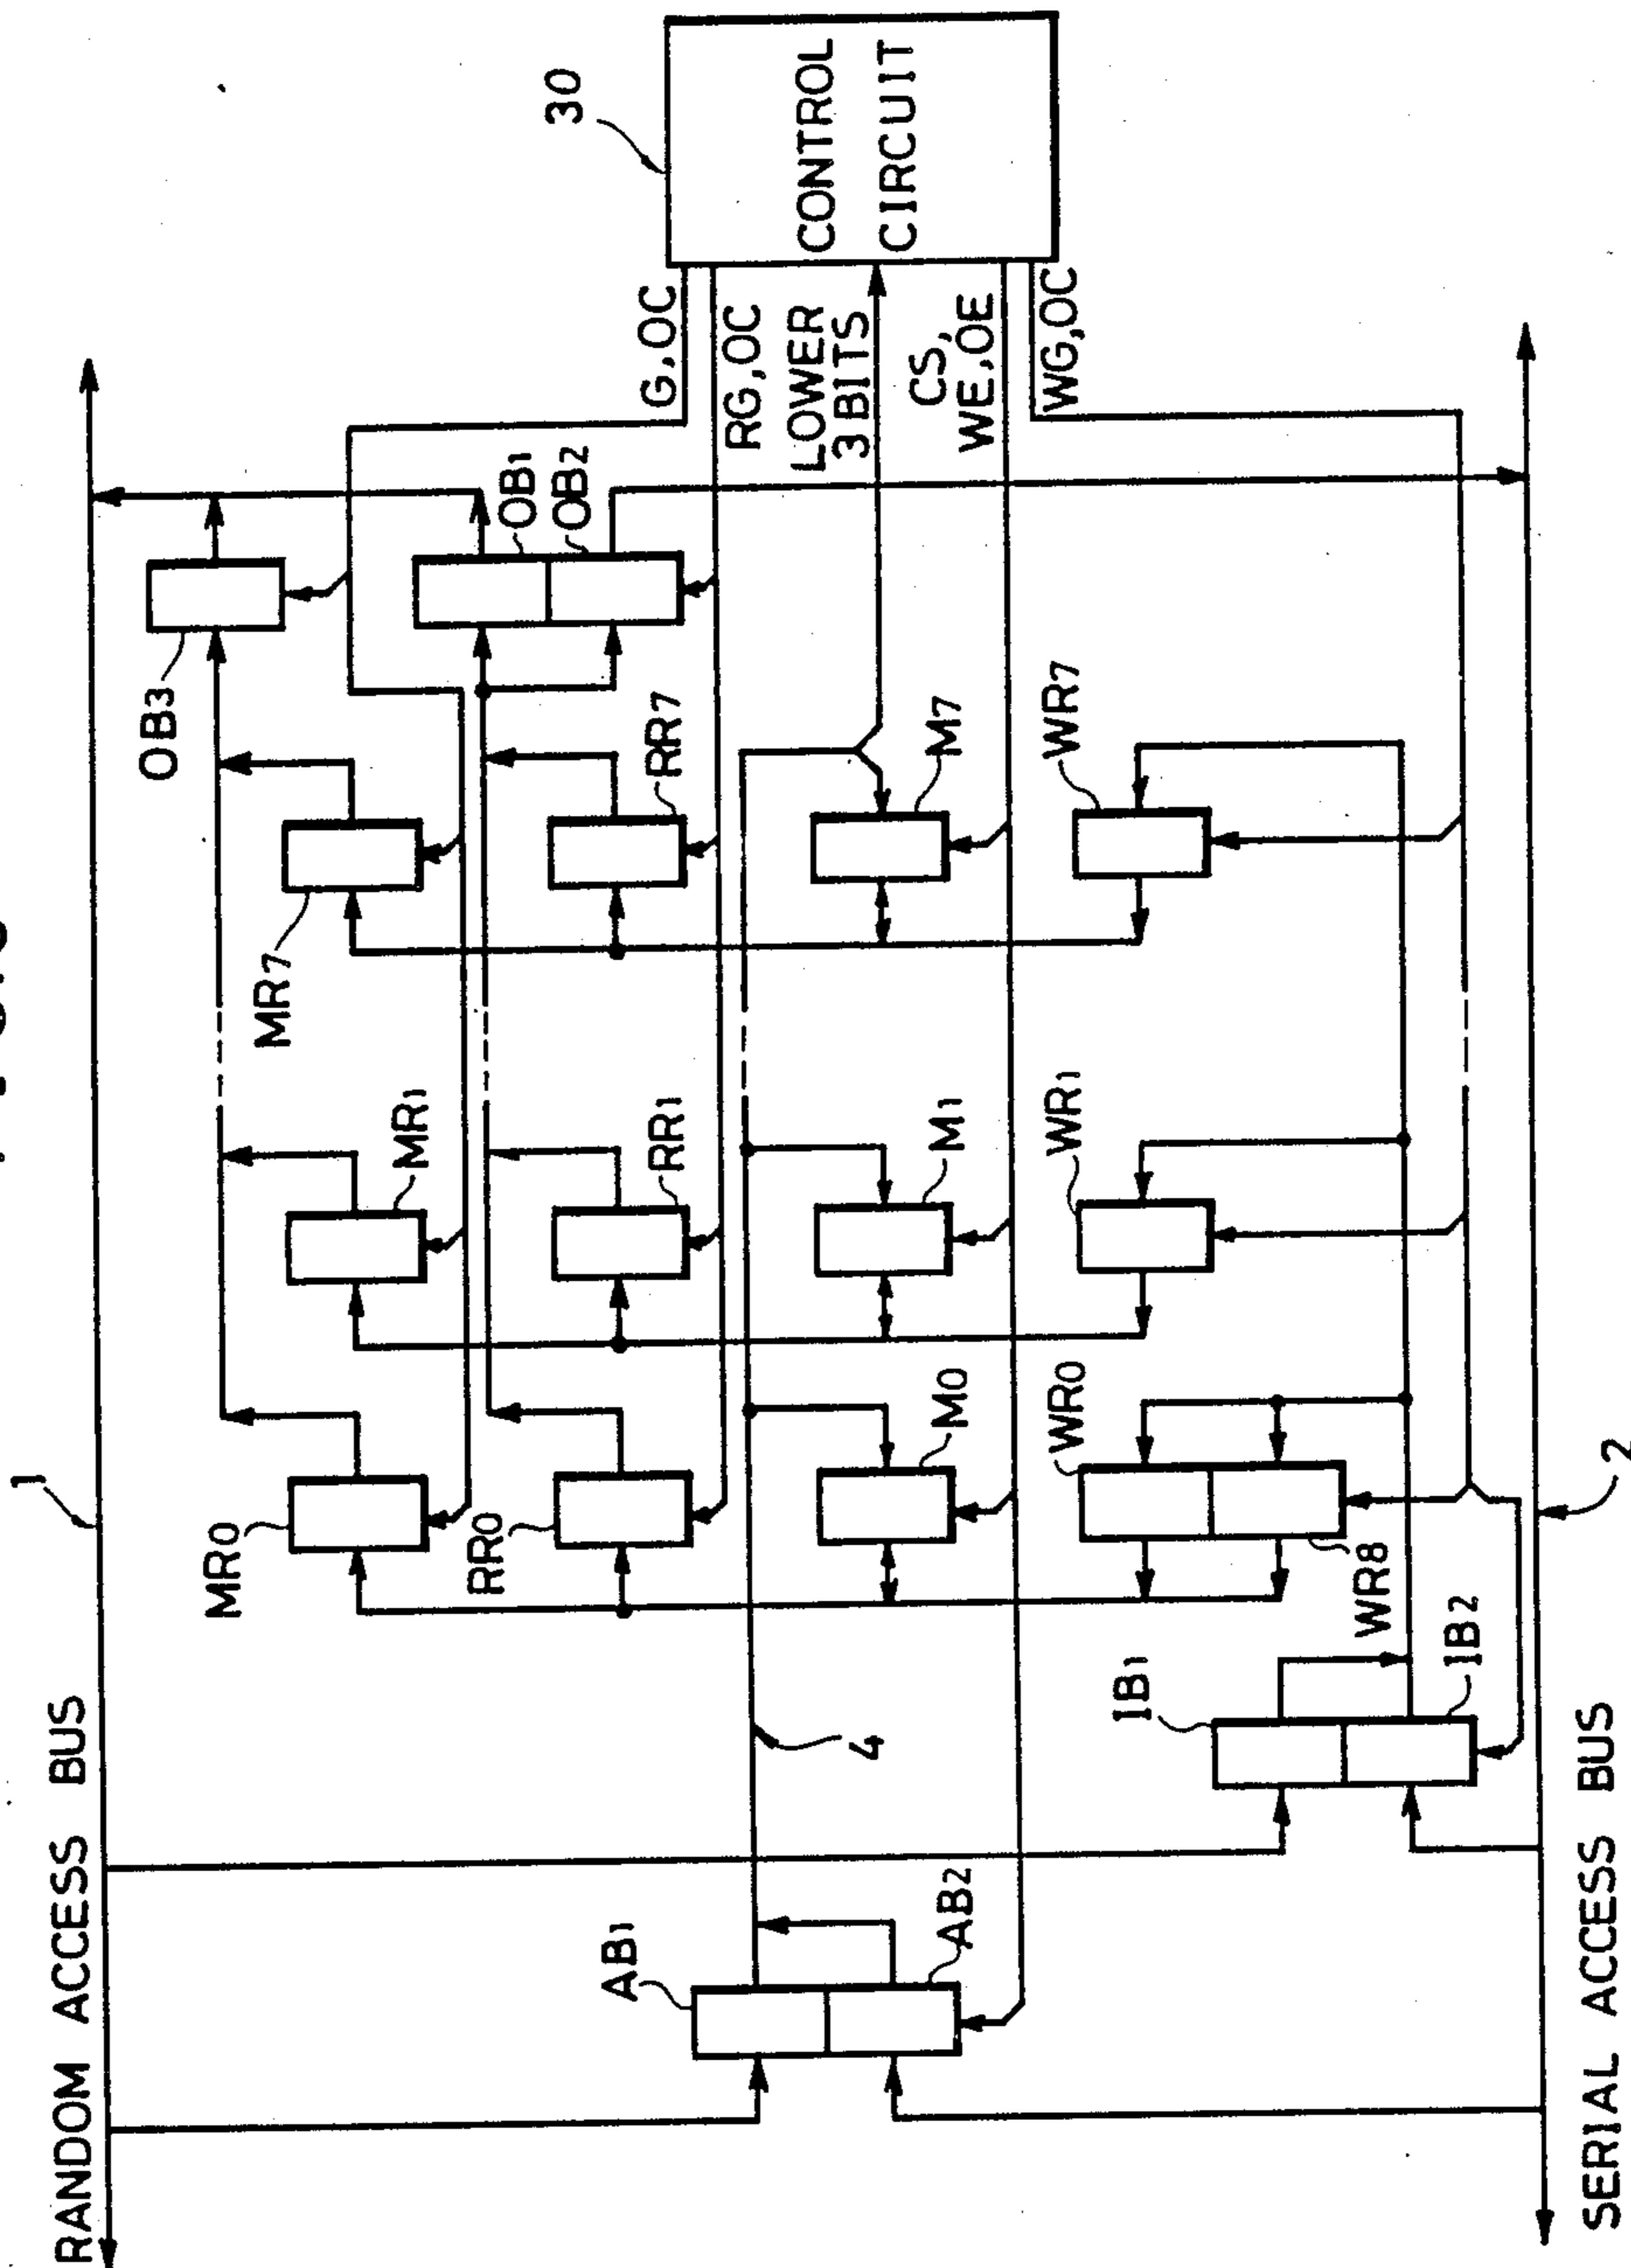 1
RANDOM ACCESS BUS
OB3
MR7
MR1
MR0
G,OC
OB1
OB2
30
RR7
RR1
RR0
RG,OC
LOWER
3 BITS
CONTROL
CIRCUIT
AB1
4
M7
M1
M0
AB2
CS,
WE,OE
WG,OC
WR7
WR1
WR0
IB1
WR8
IB2
SERIAL ACCESS BUS
2